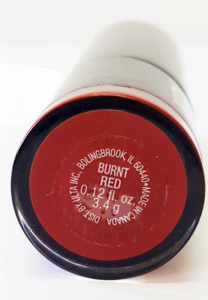 DIST. BY ULTA INC., BOLINGBROOK, IL 60440•MADE IN CANADA
BURNT
RED
0.12 fl. oz.
3.4 g